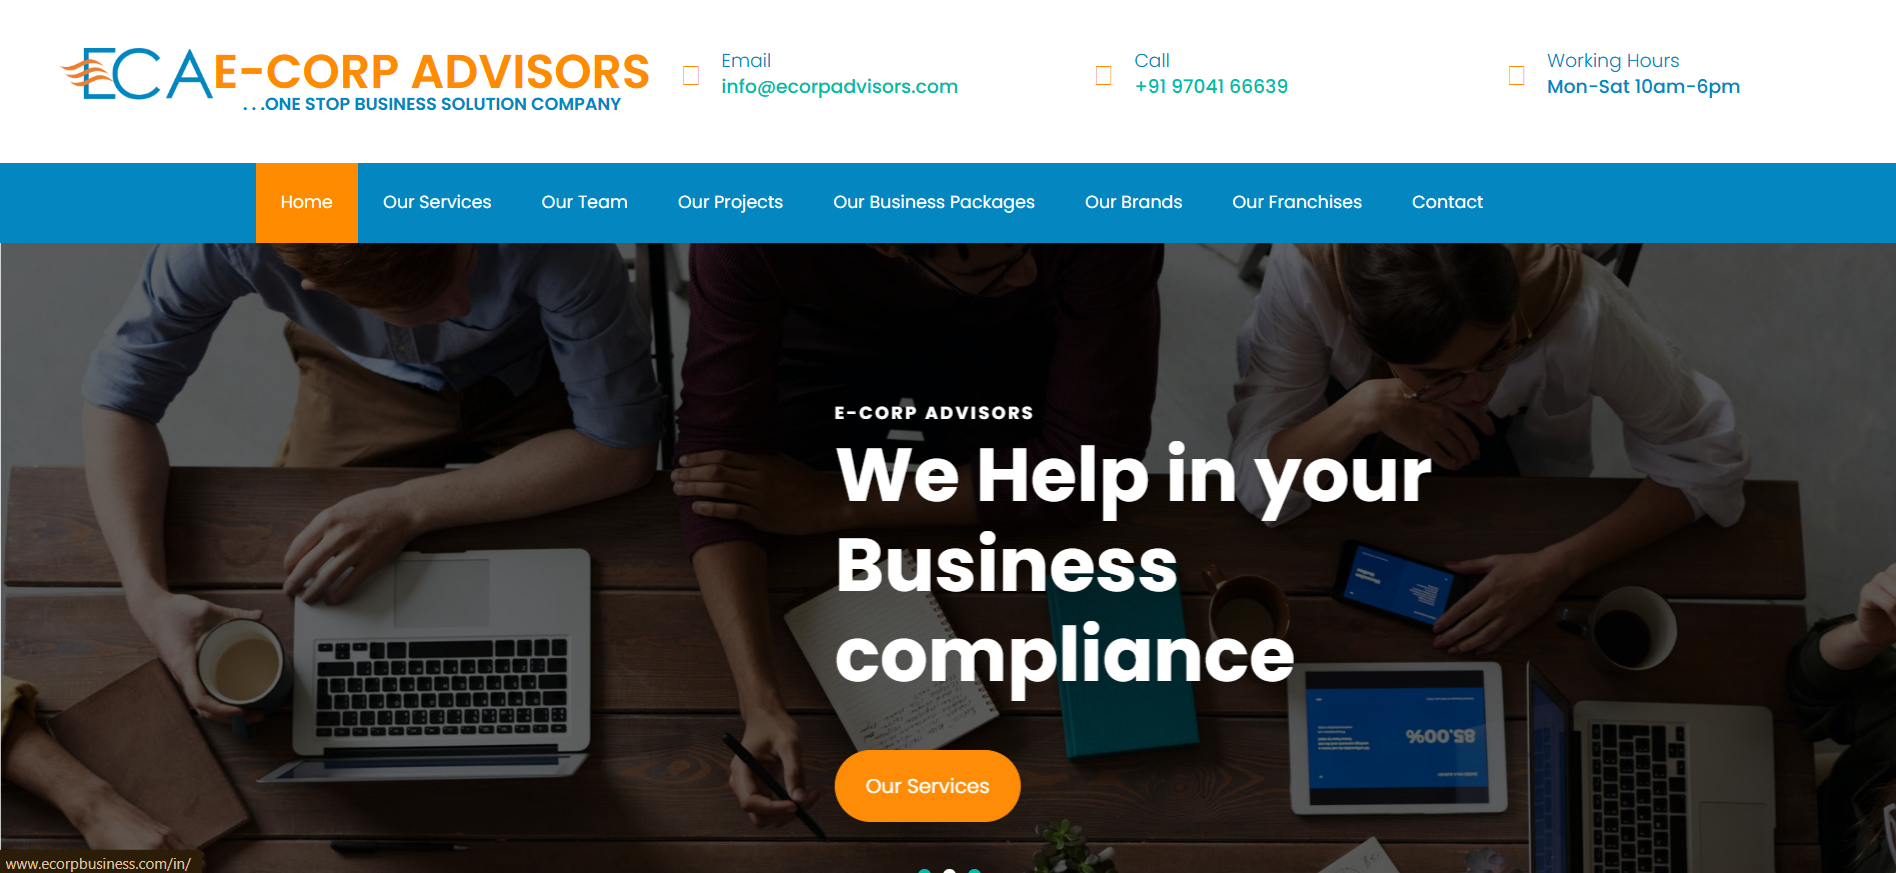 ECA E-CORP ADVISORS
. . .ONE STOP BUSINESS SOLUTION COMPANY
Email
info@ecorpadvisors.com
Call
+91 97041 66639
Working Hours
Mon-Sat 10am-6pm
Home
Our Services
Our Team
Our Projects
Our Business Packages
Our Brands
Our Franchises
Contact
E-CORP ADVISORS
We Help in your
Business
compliance
Our Services
85.00%
www.ecorpbusiness.com/in/